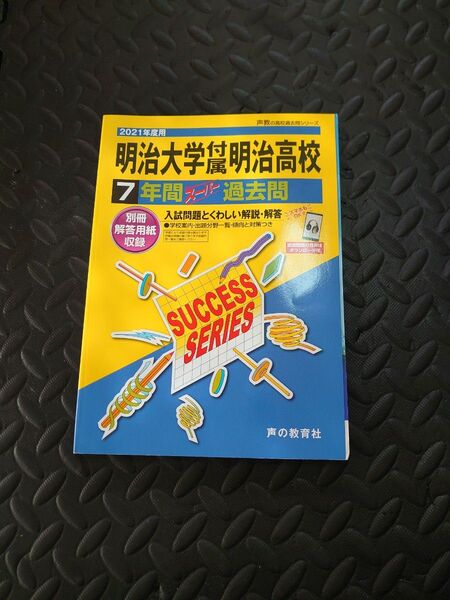 声教の高校過去問シリーズ
2021年度用
明治大学付属明治高校
7年間スーパー過去問
別冊
解答用紙
収録
入試問題とくわしい解説・解答
●学校案内・出題分野一覧・傾向と対策つき
SUCCESS
SERIES
声の教育社